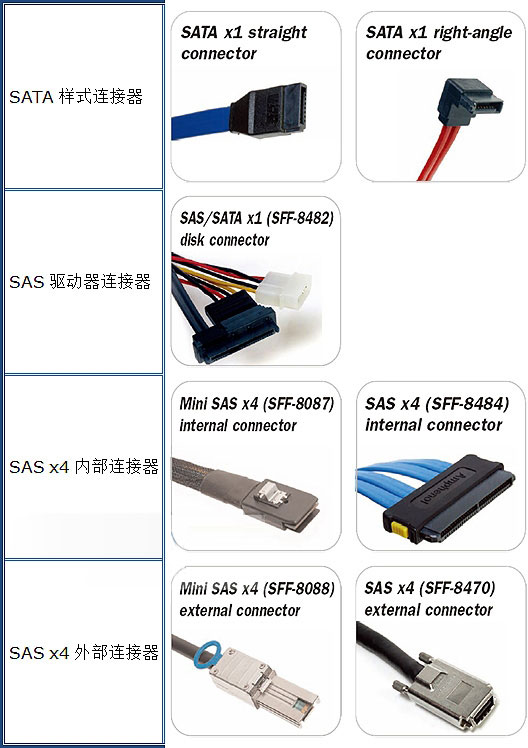 SATA 样式连接器
SATA x1 straight
connector
SATA x1 right-angle
connector
SAS 驱动器连接器
SAS/SATA x1 (SFF-8482)
disk connector
SAS x4 内部连接器
Mini SAS x4 (SFF-8087)
internal connector
SAS x4 (SFF-8484)
internal connector
Amphenol
SAS x4 外部连接器
Mini SAS x4 (SFF-8088)
external connector
SAS x4 (SFF-8470)
external connector